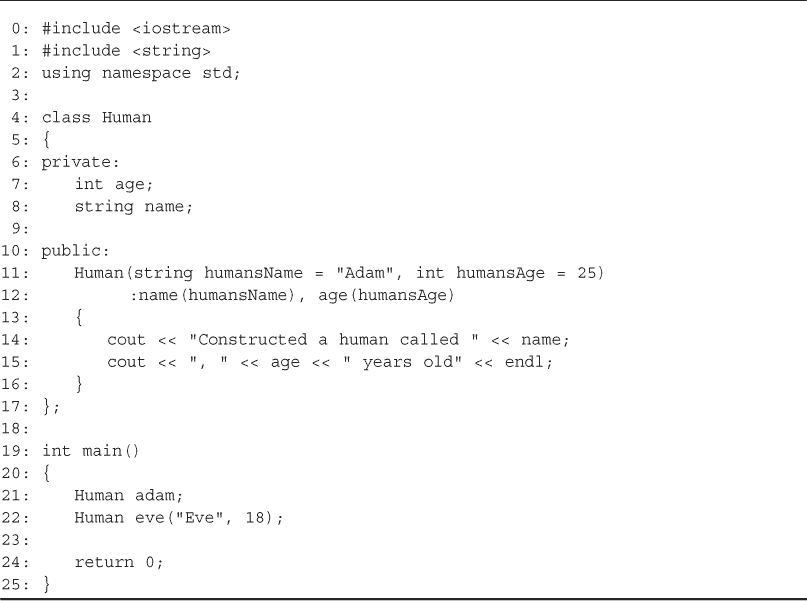 0: #include <iostream>
1: #include <string>
2: using namespace std;
3:
4: class Human
5: {
6: private:
7:    int age;
8:    string name;
9:
10: public:
11:    Human(string humansName = "Adam", int humansAge = 25)
12:         :name(humansName), age(humansAge)
13:    {
14:       cout << "Constructed a human called " << name;
15:       cout << ", " << age << " years old" << endl;
16:    }
17: };
18:
19: int main()
20: {
21:    Human adam;
22:    Human eve("Eve", 18);
23:
24:    return 0;
25: }